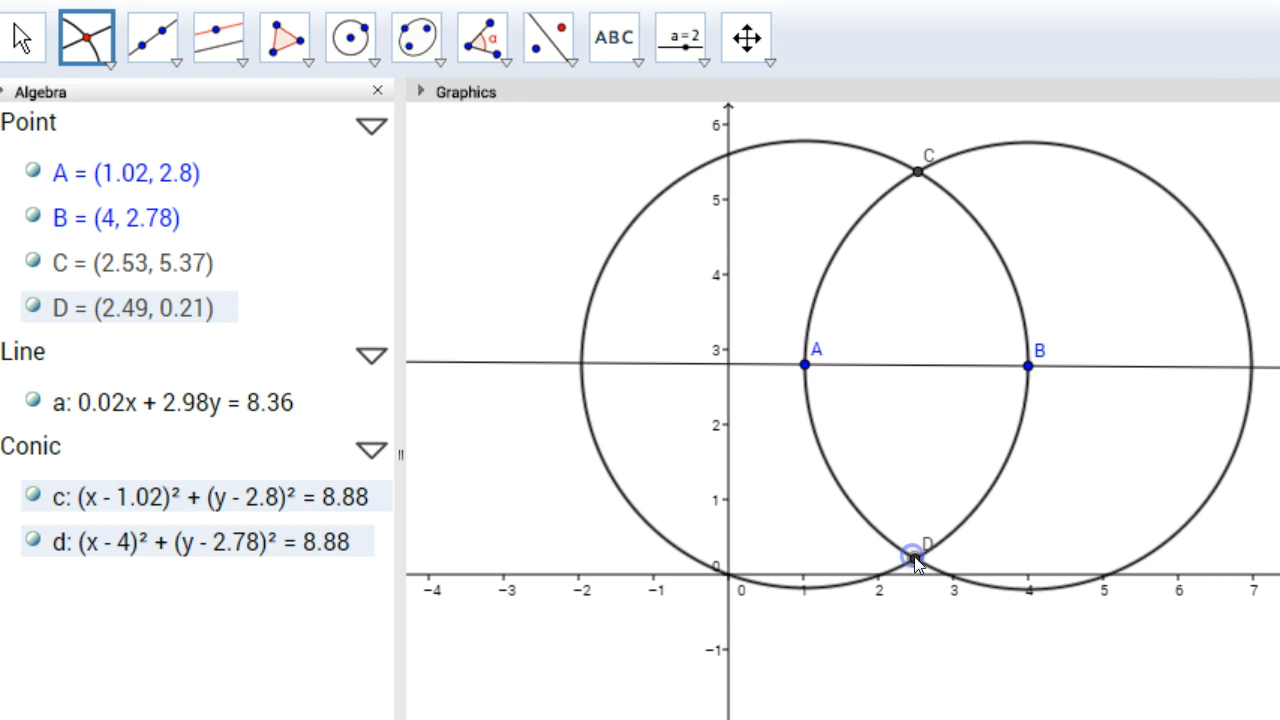 α
ABC
a=2
Algebra
Graphics
Point
A = (1.02, 2.8)
B = (4, 2.78)
C = (2.53, 5.37)
D = (2.49, 0.21)
Line
a: 0.02x + 2.98y = 8.36
Conic
c: (x - 1.02)² + (y - 2.8)² = 8.88
d: (x - 4)² + (y - 2.78)² = 8.88
6
C
5
4
A
B
3
2
1
D
0
−4 −3 −2 −1 0 1 2 3 4 5 6 7
−1